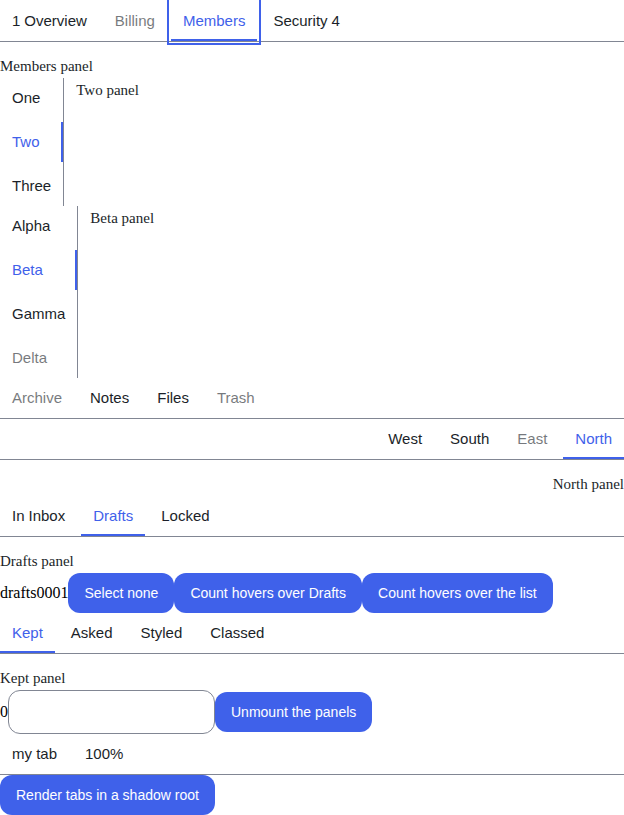 1 Overview Billing Members Security 4
Members panel
One Two panel
Two
Three
Alpha Beta panel
Beta
Gamma
Delta
Archive Notes Files Trash
West South East North
North panel
In Inbox Drafts Locked
Drafts panel
drafts0001 Select none Count hovers over Drafts Count hovers over the list
Kept Asked Styled Classed
Kept panel
0 Unmount the panels
my tab 100%
Render tabs in a shadow root